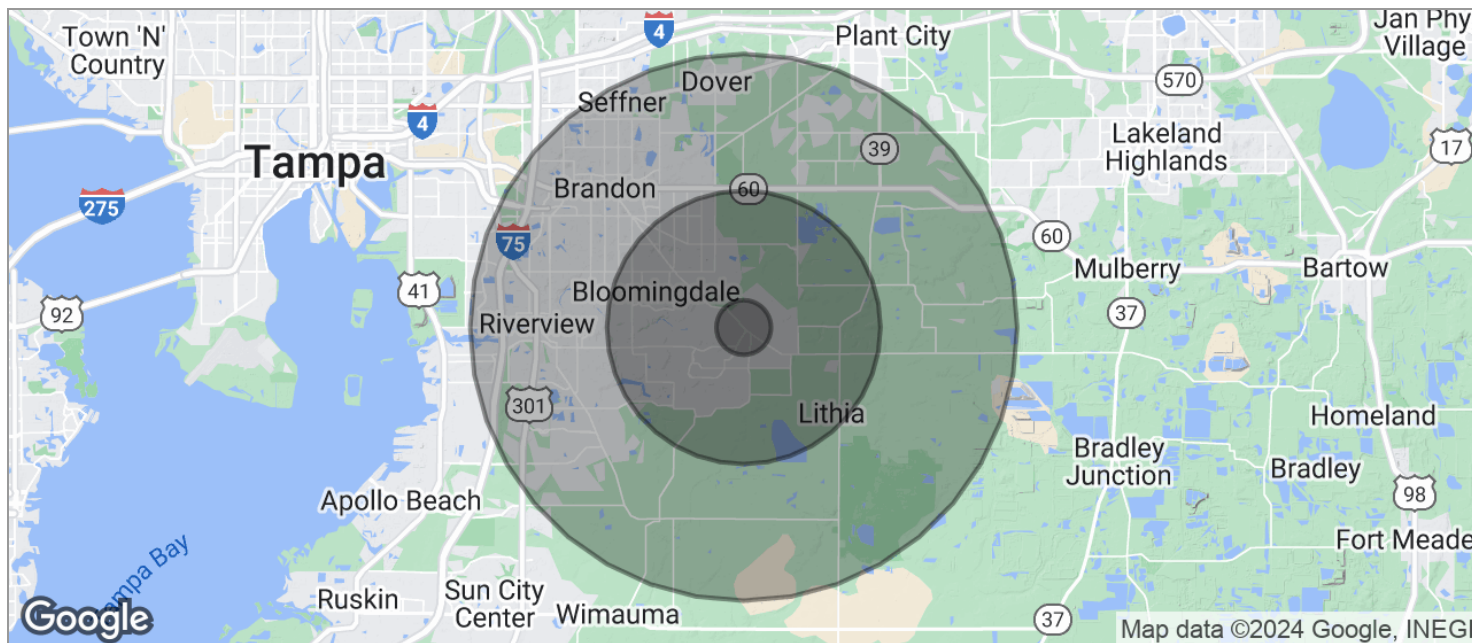 Town 'N'
Country
4
Plant City
Jan Phy
Village
Dover
570
Seffner
4
Lakeland
Highlands
39
17
Tampa
Brandon
60
275
75
60
Mulberry
Bartow
Bloomingdale
41
92
Riverview
37
301
Lithia
Homeland
Bradley
Junction
Bradley
98
Apollo Beach
Fort Meade
Tampa Bay
Ruskin
Sun City
Center
Wimauma
37
Google
Map data ©2024 Google, INEGI